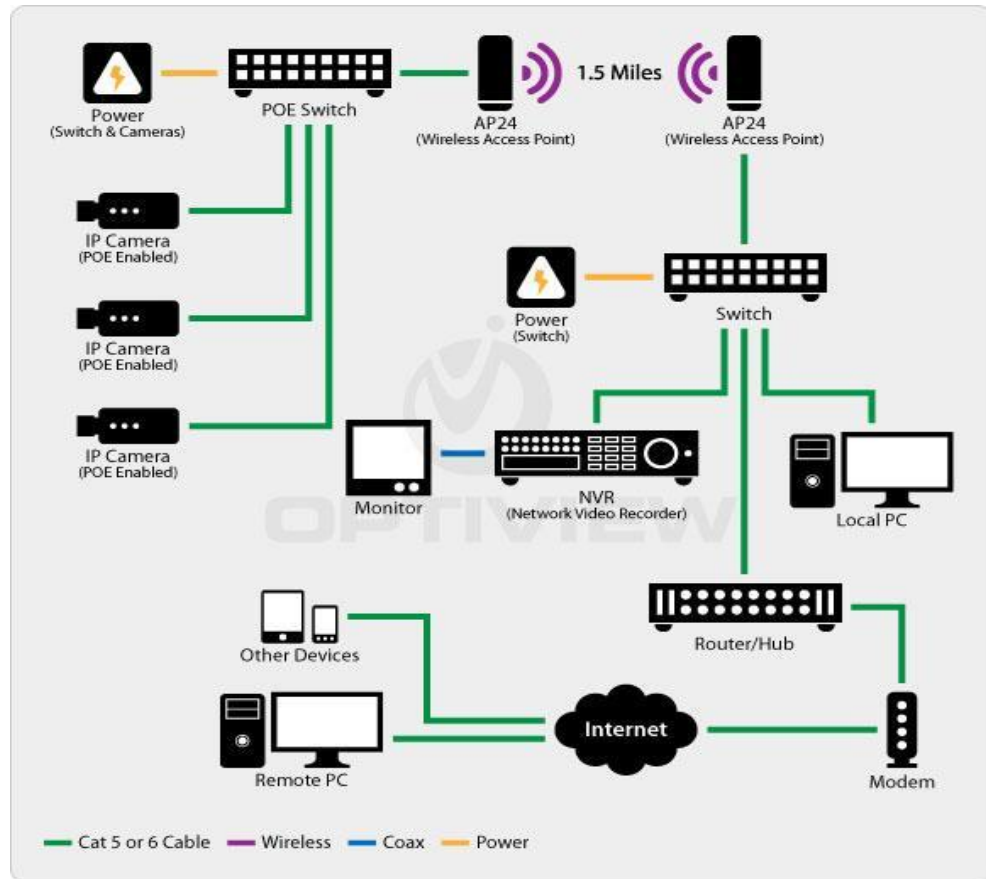 Power
(Switch & Cameras)
POE Switch
AP24
(Wireless Access Point)
1.5 Miles
AP24
(Wireless Access Point)
IP Camera
(POE Enabled)
IP Camera
(POE Enabled)
IP Camera
(POE Enabled)
Power
(Switch)
Switch
Monitor
NVR
(Network Video Recorder)
Local PC
OPTIVIEW
Router/Hub
Other Devices
Remote PC
Internet
Modem
Cat 5 or 6 Cable
Wireless
Coax
Power